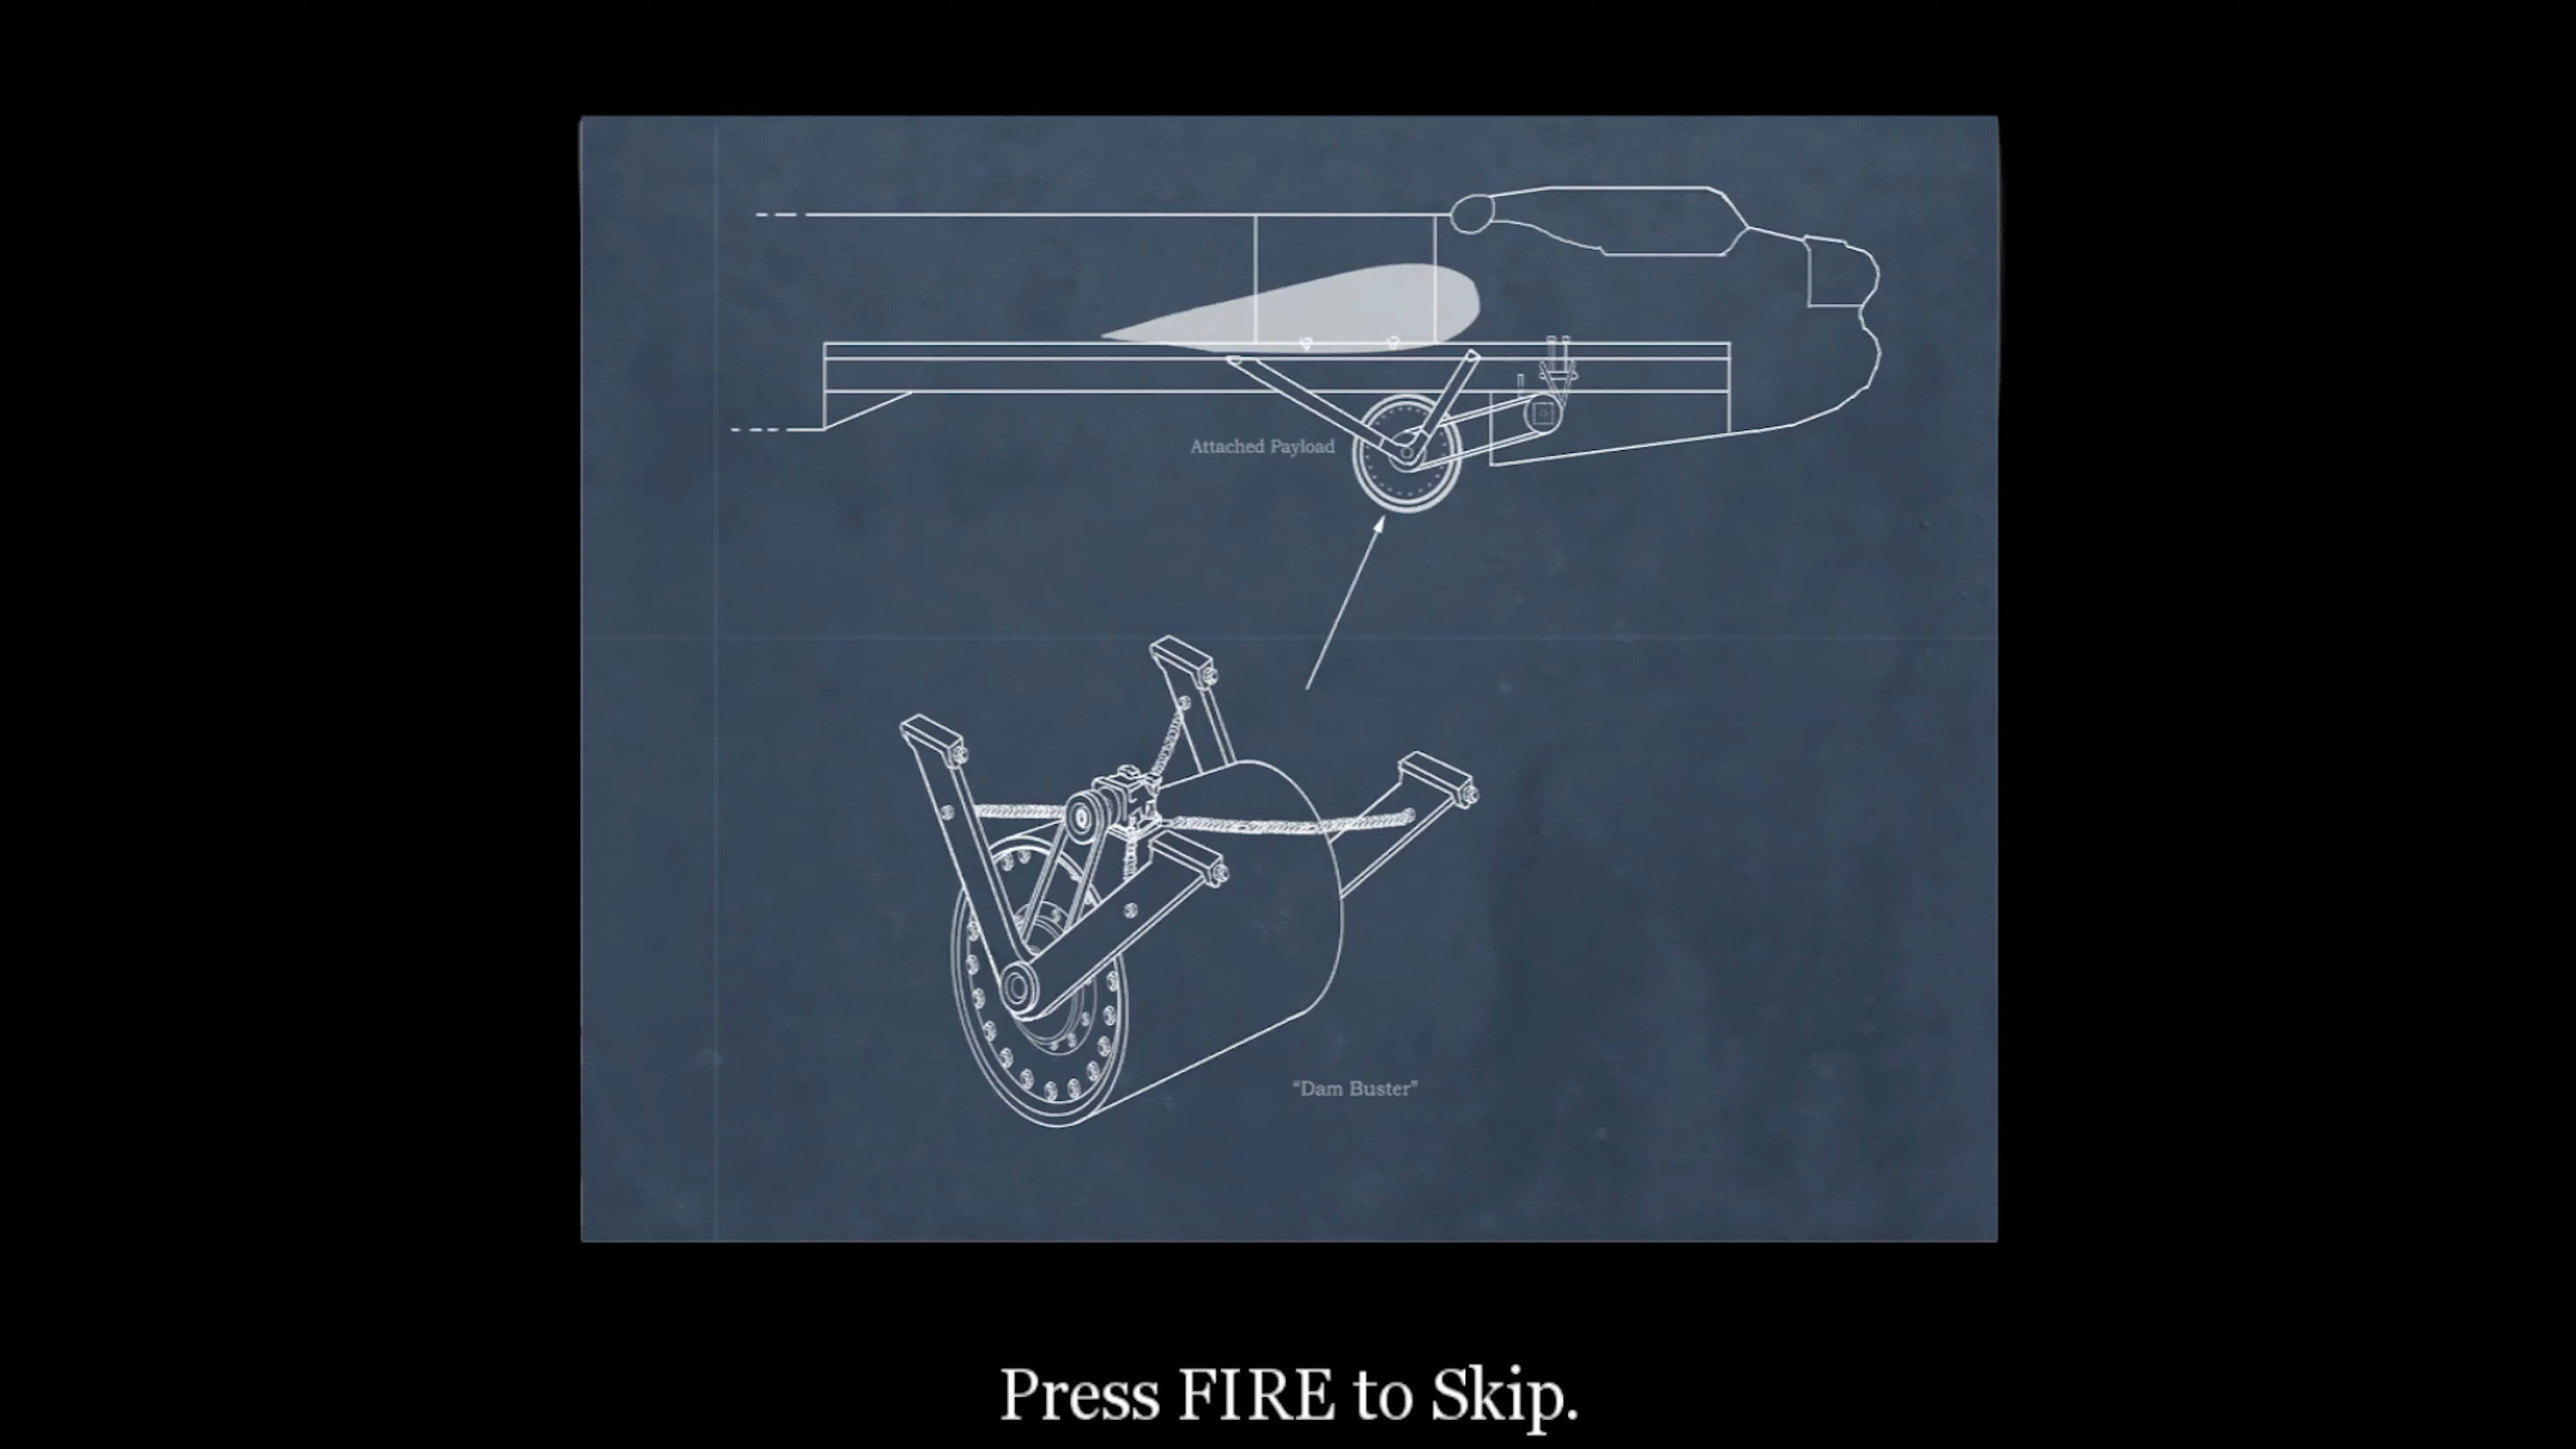 Attached Payload
“Dam Buster”
Press FIRE to Skip.